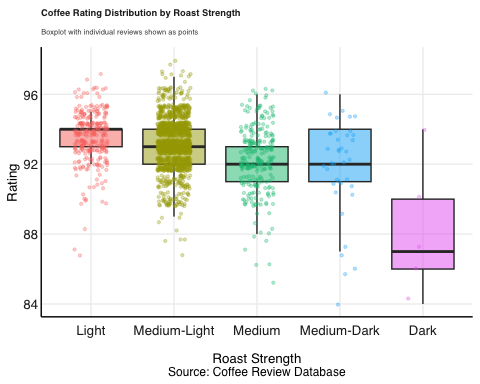 Coffee Rating Distribution by Roast Strength
Boxplot with individual reviews shown as points
96
92
88
84
Rating
Light Medium-Light Medium Medium-Dark Dark
Roast Strength
Source: Coffee Review Database